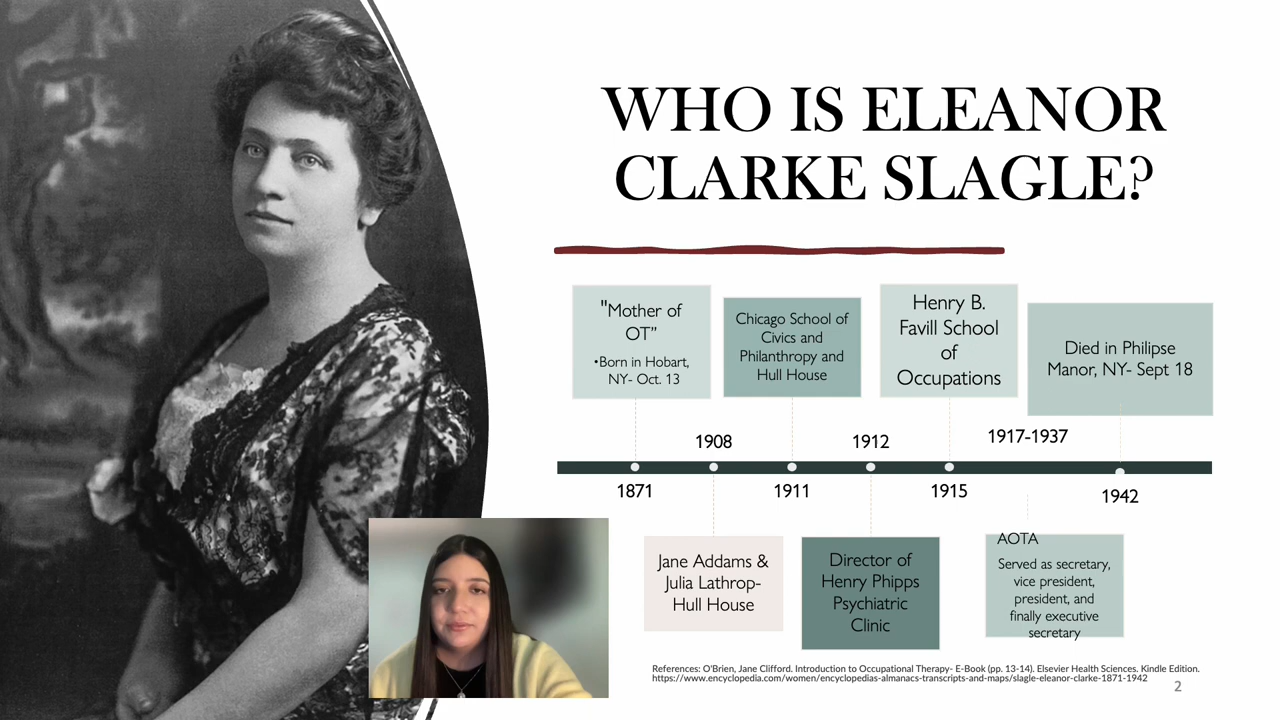 WHO IS ELEANOR
CLARKE SLAGLE?
"Mother of
OT”
•Born in Hobart,
NY- Oct. 13
Chicago School of
Civics and
Philanthropy and
Hull House
Henry B.
Favill School
of
Occupations
Died in Philipse
Manor, NY- Sept 18
1908
1912
1917-1937
1871
1911
1915
1942
Jane Addams &
Julia Lathrop-
Hull House
Director of
Henry Phipps
Psychiatric
Clinic
AOTA
Served as secretary,
vice president,
president, and
finally executive
secretary
References: O'Brien, Jane Clifford. Introduction to Occupational Therapy- E-Book (pp. 13-14). Elsevier Health Sciences. Kindle Edition.
https://www.encyclopedia.com/women/encyclopedias-almanacs-transcripts-and-maps/slagle-eleanor-clarke-1871-1942
2